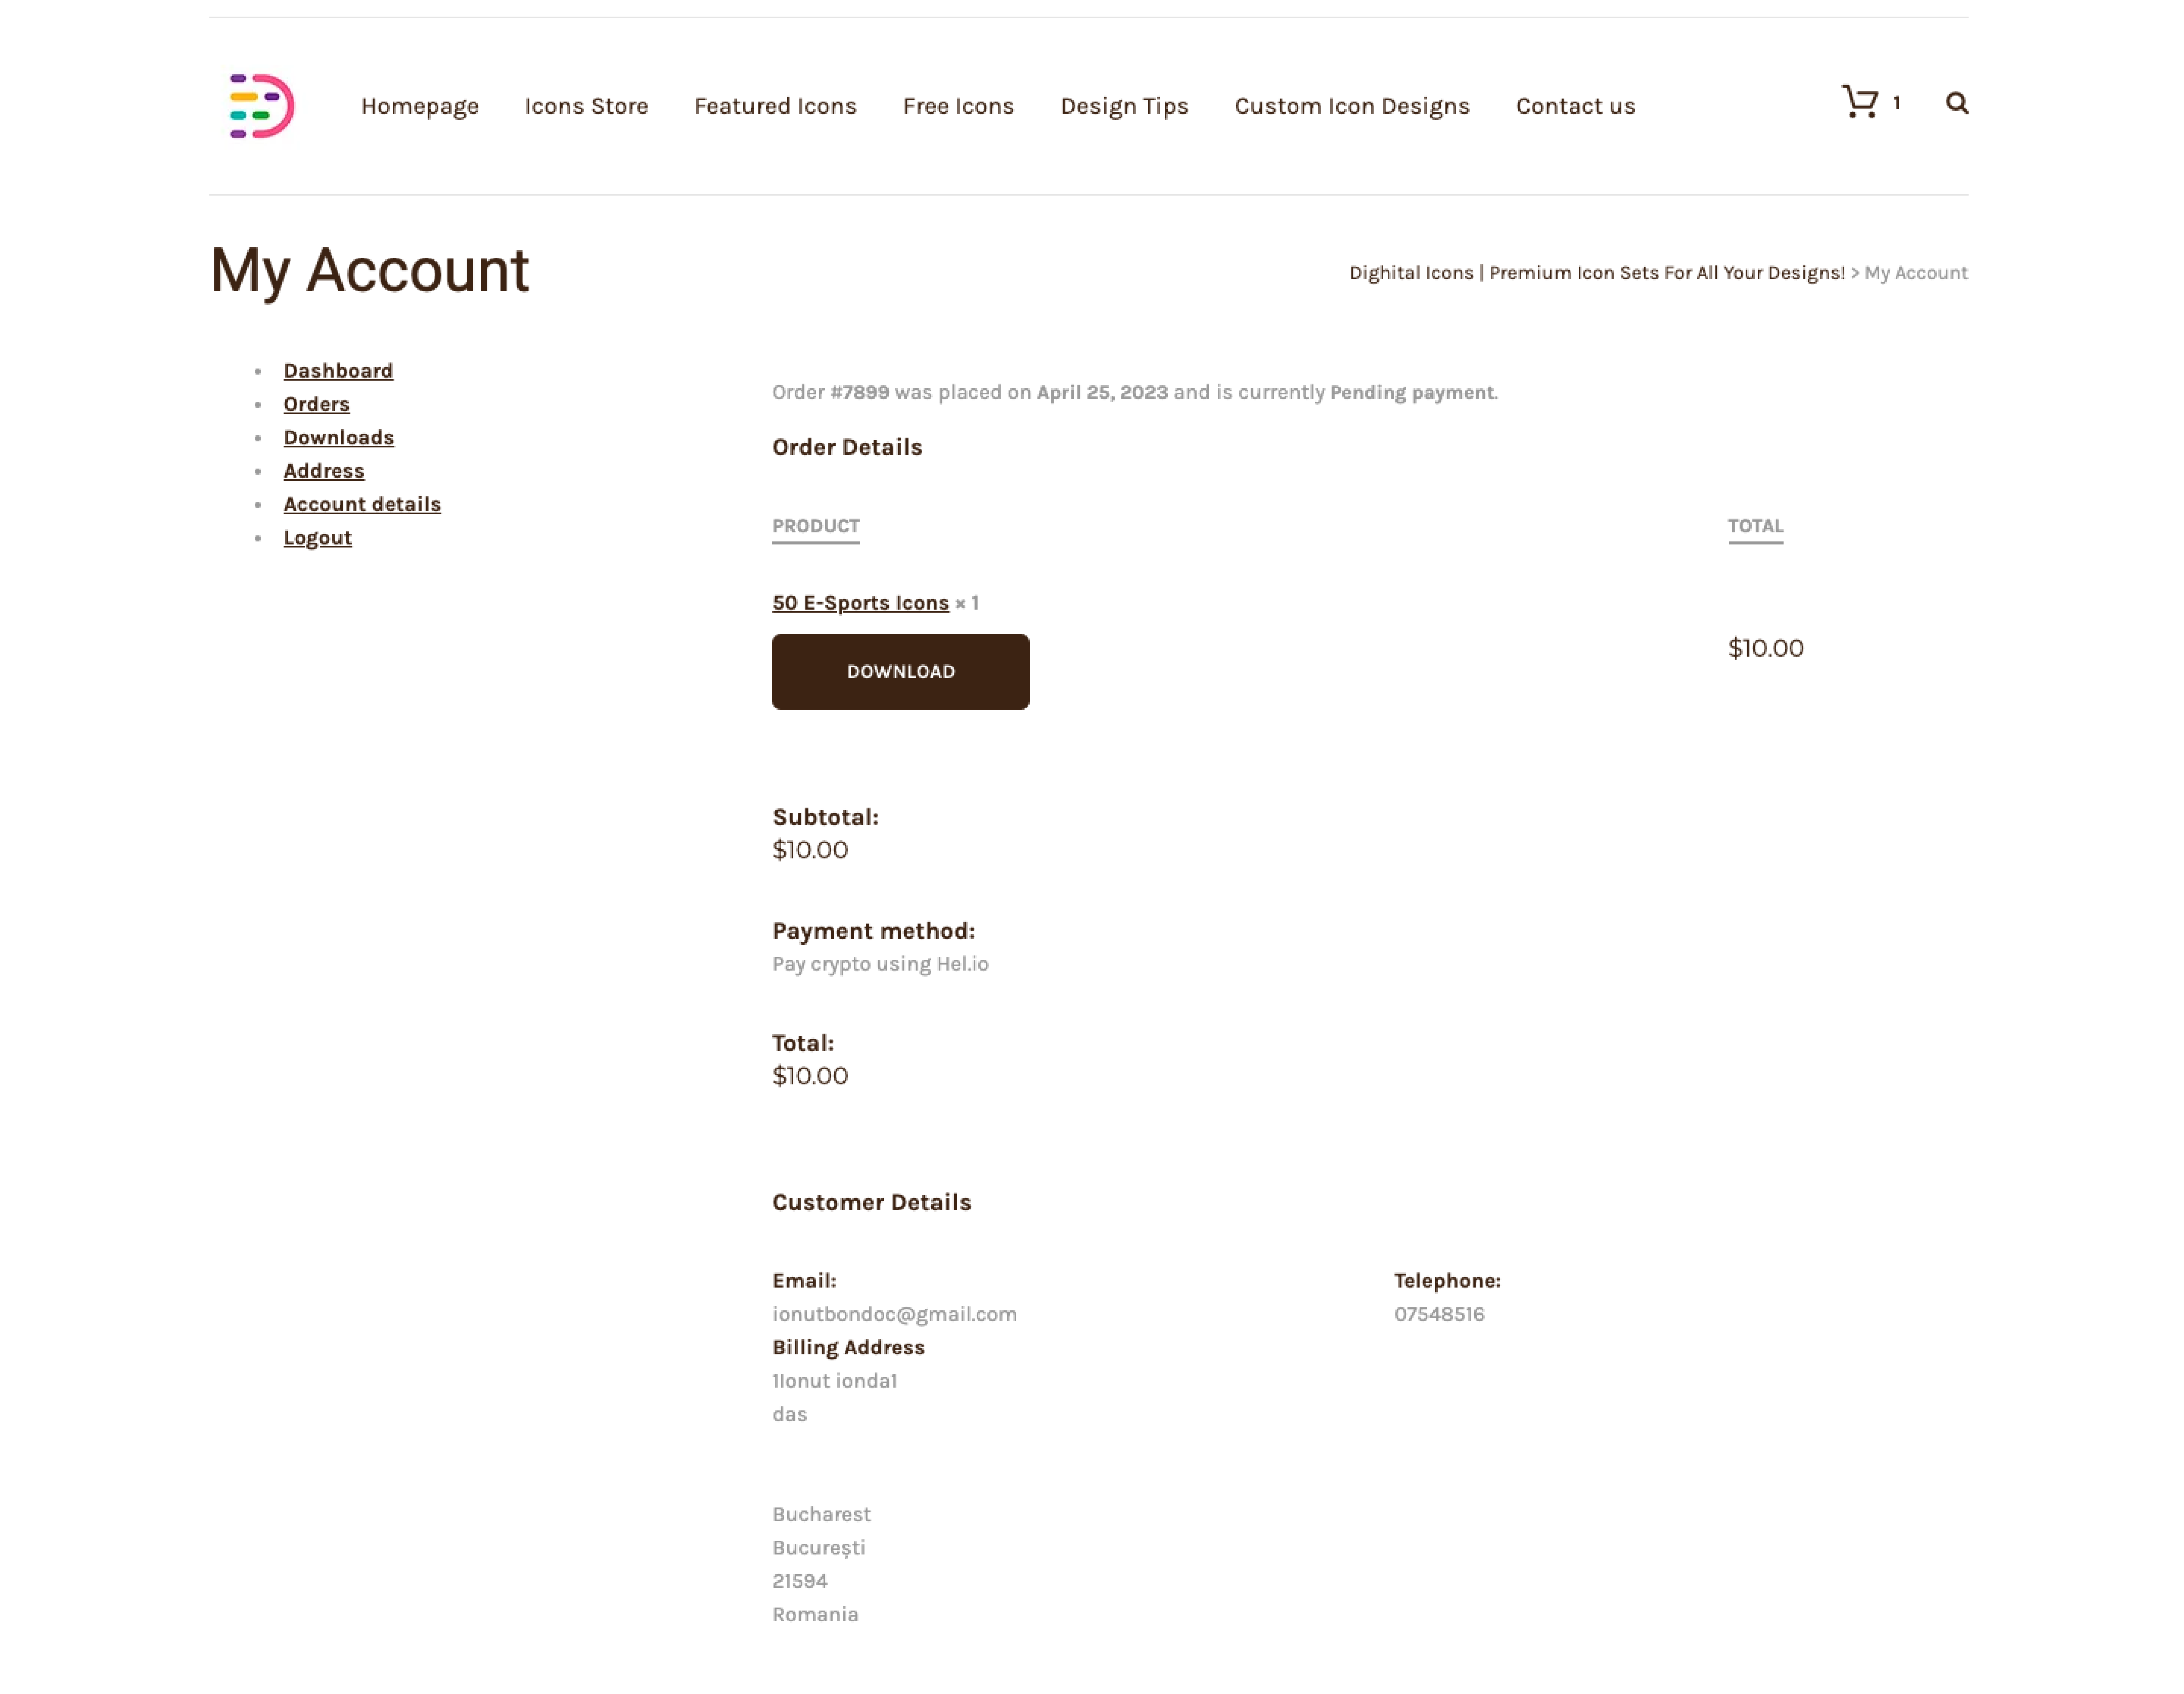 Homepage Icons Store Featured Icons Free Icons Design Tips Custom Icon Designs Contact us 1
My Account
Dighital Icons | Premium Icon Sets For All Your Designs! > My Account
Dashboard
Orders
Downloads
Address
Account details
Logout
Order #7899 was placed on April 25, 2023 and is currently Pending payment.
Order Details
PRODUCT TOTAL
50 E-Sports Icons × 1
DOWNLOAD
$10.00
Subtotal:
$10.00
Payment method:
Pay crypto using Hel.io
Total:
$10.00
Customer Details
Email: Telephone:
ionutbondoc@gmail.com 07548516
Billing Address
1Ionut ionda1
das
Bucharest
București
21594
Romania